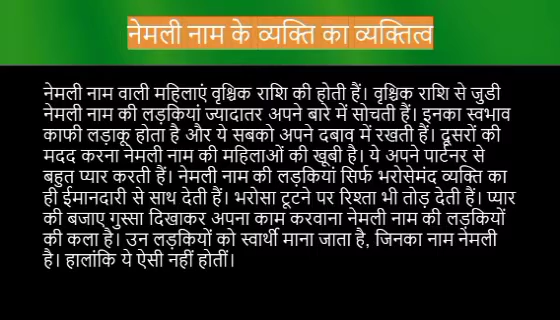 नेमली नाम के व्यक्ति का व्यक्तित्व
नेमली नाम वाली महिलाएं वृश्चिक राशि की होती हैं। वृश्चिक राशि से जुडी
नेमली नाम की लड़कियां ज्यादातर अपने बारे में सोचती हैं। इनका स्वभाव
काफी लड़ाकू होता है और ये सबको अपने दबाव में रखती हैं। दूसरों की
मदद करना नेमली नाम की महिलाओं की खूबी है। ये अपने पार्टनर से
बहुत प्यार करती हैं। नेमली नाम की लड़कियां सिर्फ भरोसेमंद व्यक्ति का
ही ईमानदारी से साथ देती हैं। भरोसा टूटने पर रिश्ता भी तोड़ देती हैं। प्यार
की बजाए गुस्सा दिखाकर अपना काम करवाना नेमली नाम की लड़कियों
की कला है। उन लड़कियों को स्वार्थी माना जाता है, जिनका नाम नेमली
है। हालांकि ये ऐसी नहीं होतीं।